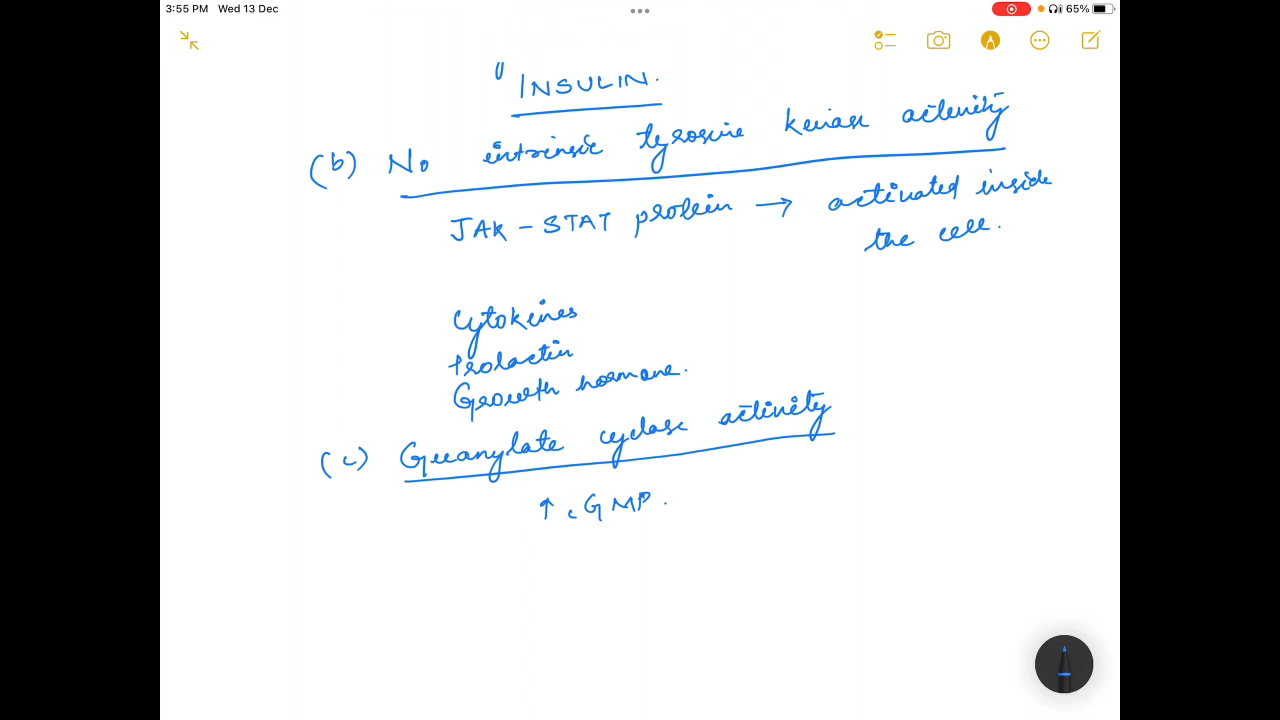 3:55 PM Wed 13 Dec
65%
INSULIN.
(b) No intrinsic tyrosine kinase activity
JAK - STAT protein → activated inside
the cell.
Cytokines
Prolactin
Growth hormone.
(c) Guanylate cyclase activity
↑ cGMP.